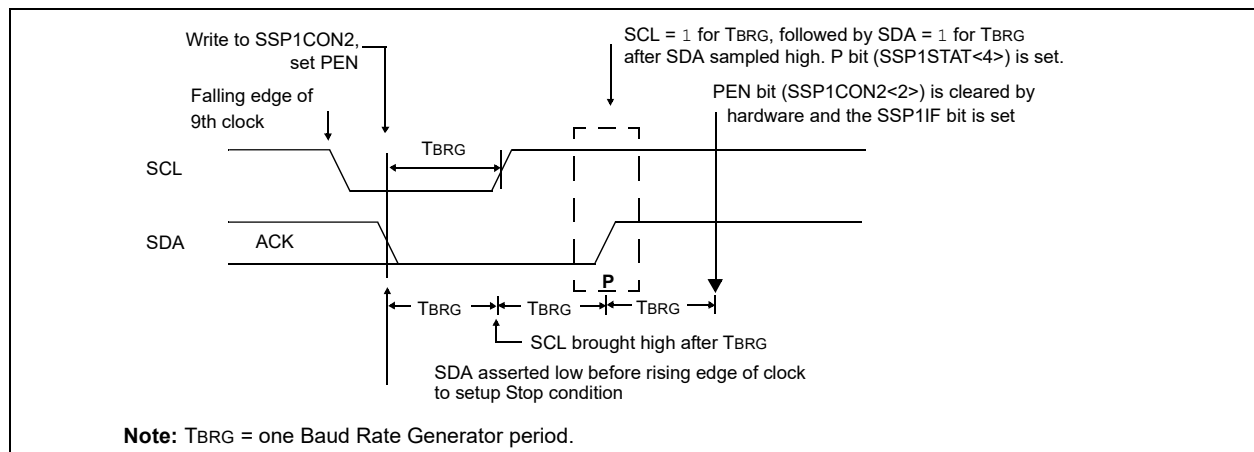 Write to SSP1CON2,
set PEN
SCL = 1 for TBRG, followed by SDA = 1 for TBRG
after SDA sampled high. P bit (SSP1STAT<4>) is set.
Falling edge of
9th clock
PEN bit (SSP1CON2<2>) is cleared by
hardware and the SSP1IF bit is set
TBRG
SCL
SDA
ACK
P
TBRG
TBRG
TBRG
SCL brought high after TBRG
SDA asserted low before rising edge of clock
to setup Stop condition
Note: TBRG = one Baud Rate Generator period.